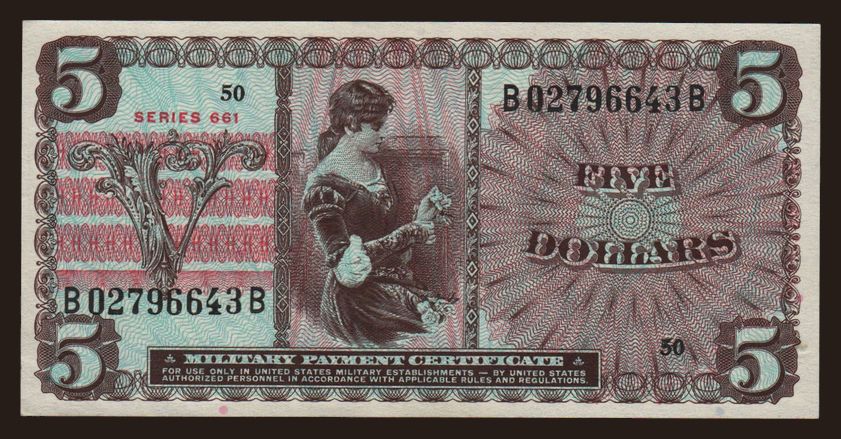 5
5
50
B02796643B
SERIES 661
FIVE
DOLLARS
B02796643B
50
5
5
MILITARY PAYMENT CERTIFICATE
FOR USE ONLY IN UNITED STATES MILITARY ESTABLISHMENTS — BY UNITED STATES
AUTHORIZED PERSONNEL IN ACCORDANCE WITH APPLICABLE RULES AND REGULATIONS.